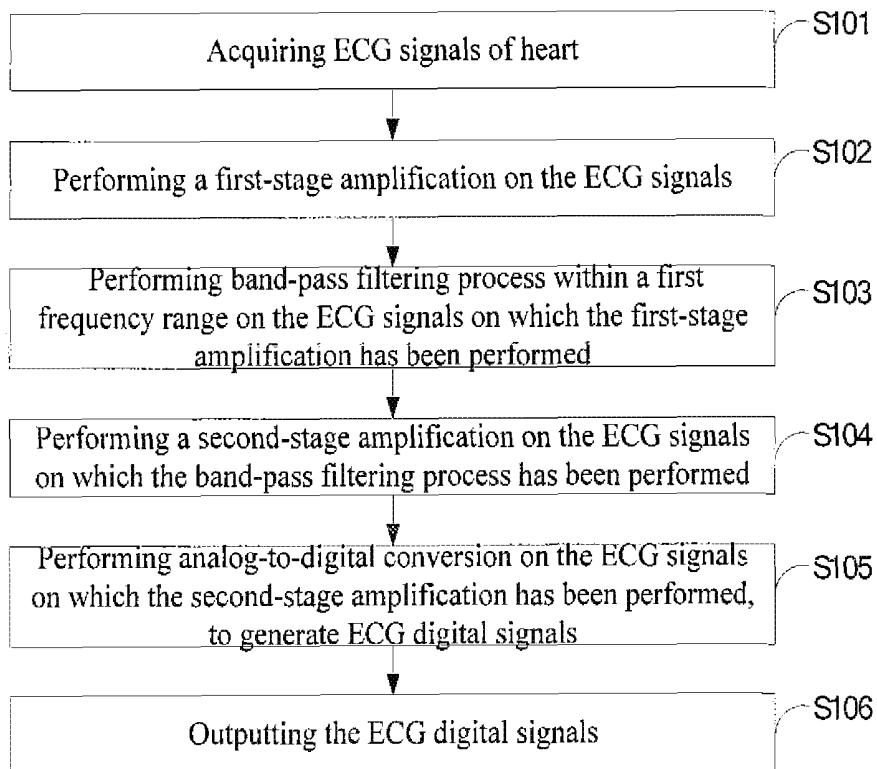 Acquiring ECG signals of heart
S101
Performing a first-stage amplification on the ECG signals
S102
Performing band-pass filtering process within a first
frequency range on the ECG signals on which the first-stage
amplification has been performed
S103
Performing a second-stage amplification on the ECG signals
on which the band-pass filtering process has been performed
S104
Performing analog-to-digital conversion on the ECG signals
on which the second-stage amplification has been performed,
to generate ECG digital signals
S105
Outputting the ECG digital signals
S106